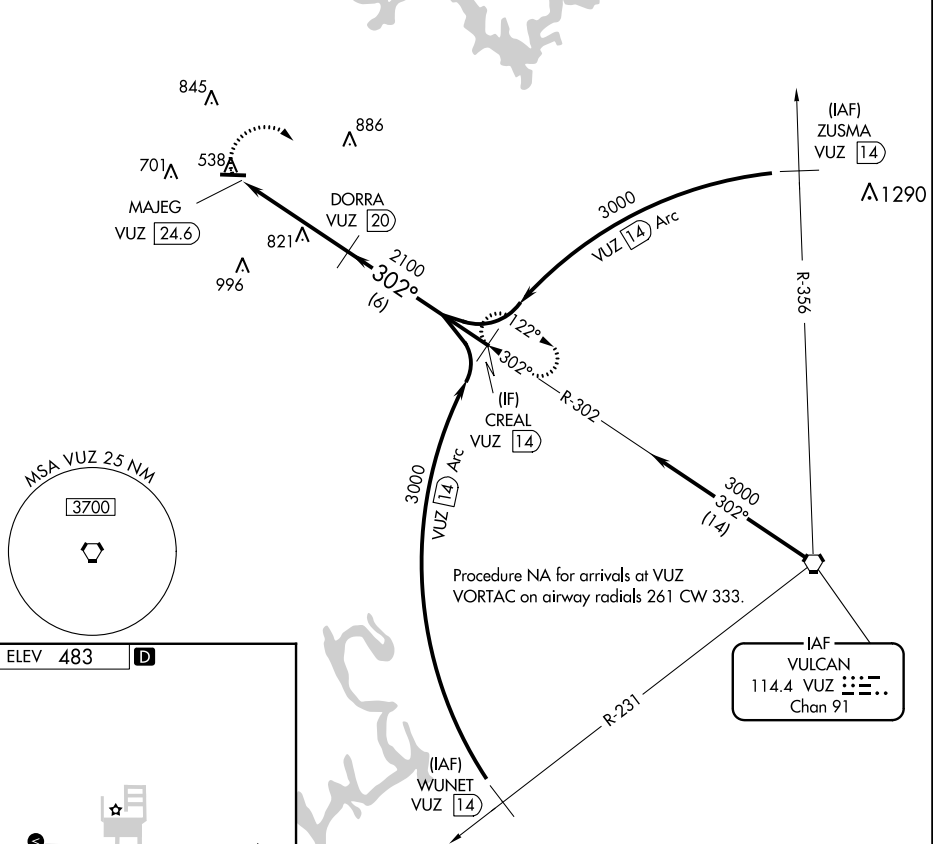 845
886
701
538
MAJEG
VUZ 24.6
DORRA
VUZ 20
821
996
2100
302°
(6)
(IAF)
ZUSMA
VUZ 14
1290
3000
VUZ 14 Arc
R-356
122°
302°
R-302
(IF)
CREAL
VUZ 14
3000
VUZ 14 Arc
3000
302°
(14)
MSA VUZ 25 NM
3700
Procedure NA for arrivals at VUZ
VORTAC on airway radials 261 CW 333.
IAF
VULCAN
114.4 VUZ
Chan 91
R-231
(IAF)
WUNET
VUZ 14
ELEV 483 D